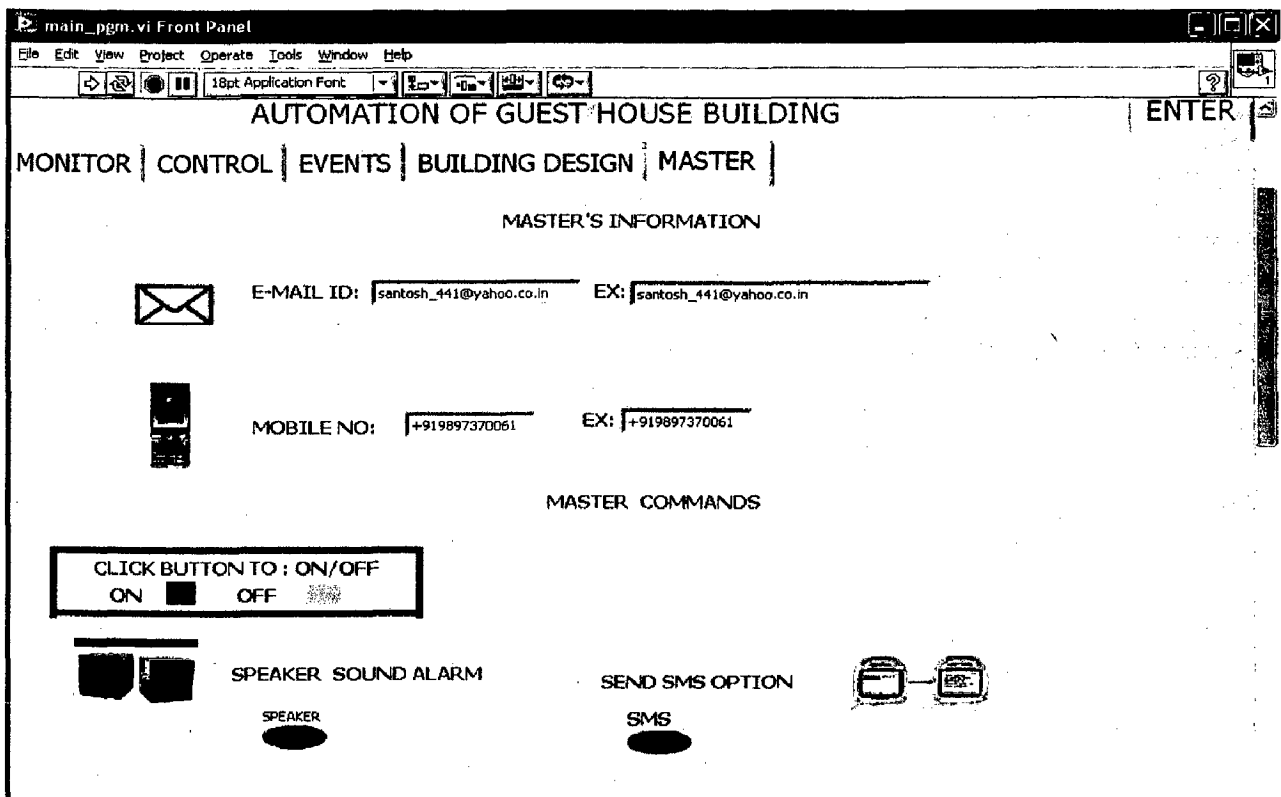 main_pgm.vi Front Panel
File Edit View Project Operate Tools Window Help
18pt Application Font
?
1
AUTOMATION OF GUEST HOUSE BUILDING
ENTER
MONITOR CONTROL EVENTS BUILDING DESIGN MASTER
MASTER'S INFORMATION
E-MAIL ID: santosh_441@yahoo.co.in EX: santosh_441@yahoo.co.in
MOBILE NO: +919897370061 EX: +919897370061
MASTER COMMANDS
CLICK BUTTON TO : ON/OFF
ON OFF
SPEAKER SOUND ALARM
SEND SMS OPTION
SPEAKER
SMS